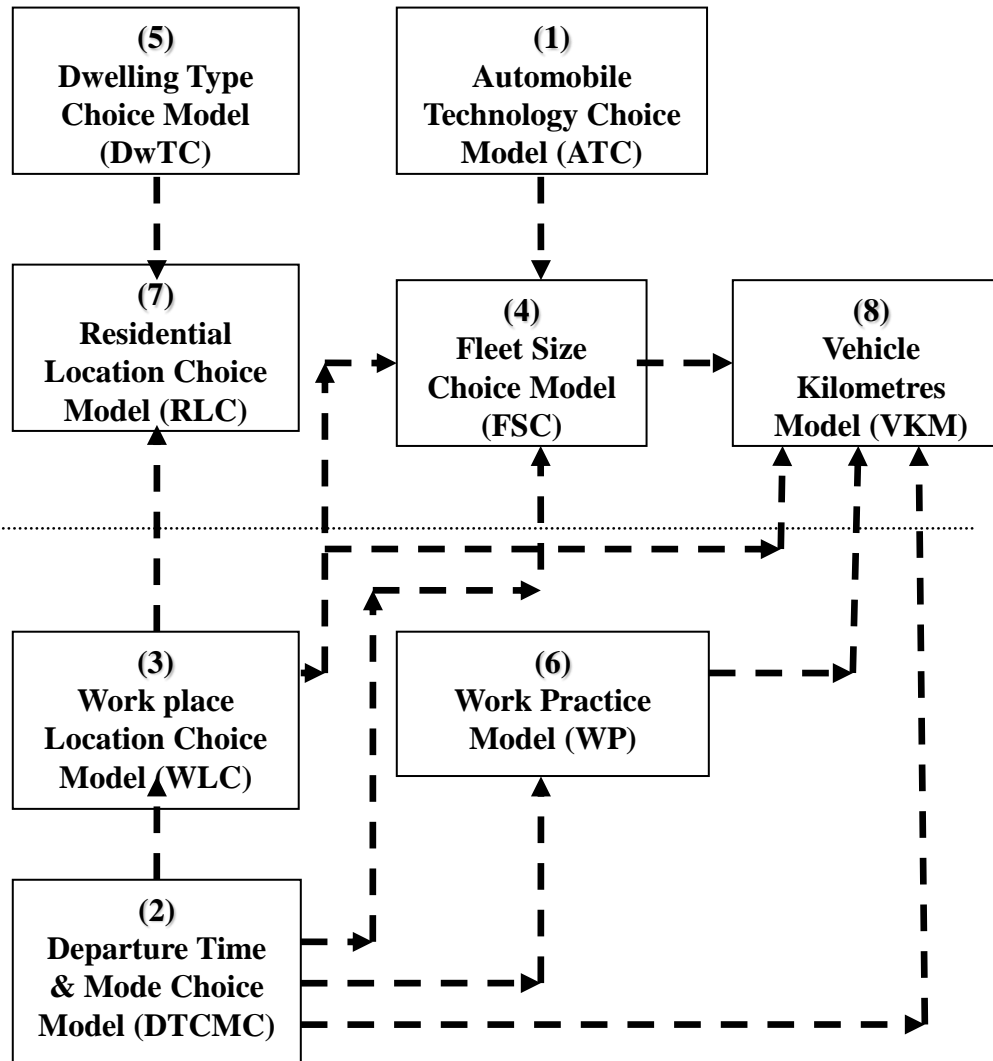 (5)
Dwelling Type
Choice Model
(DwTC)
(1)
Automobile
Technology Choice
Model (ATC)
(7)
Residential
Location Choice
Model (RLC)
(4)
Fleet Size
Choice Model
(FSC)
(8)
Vehicle
Kilometres
Model (VKM)
(3)
Work place
Location Choice
Model (WLC)
(6)
Work Practice
Model (WP)
(2)
Departure Time
& Mode Choice
Model (DTCMC)